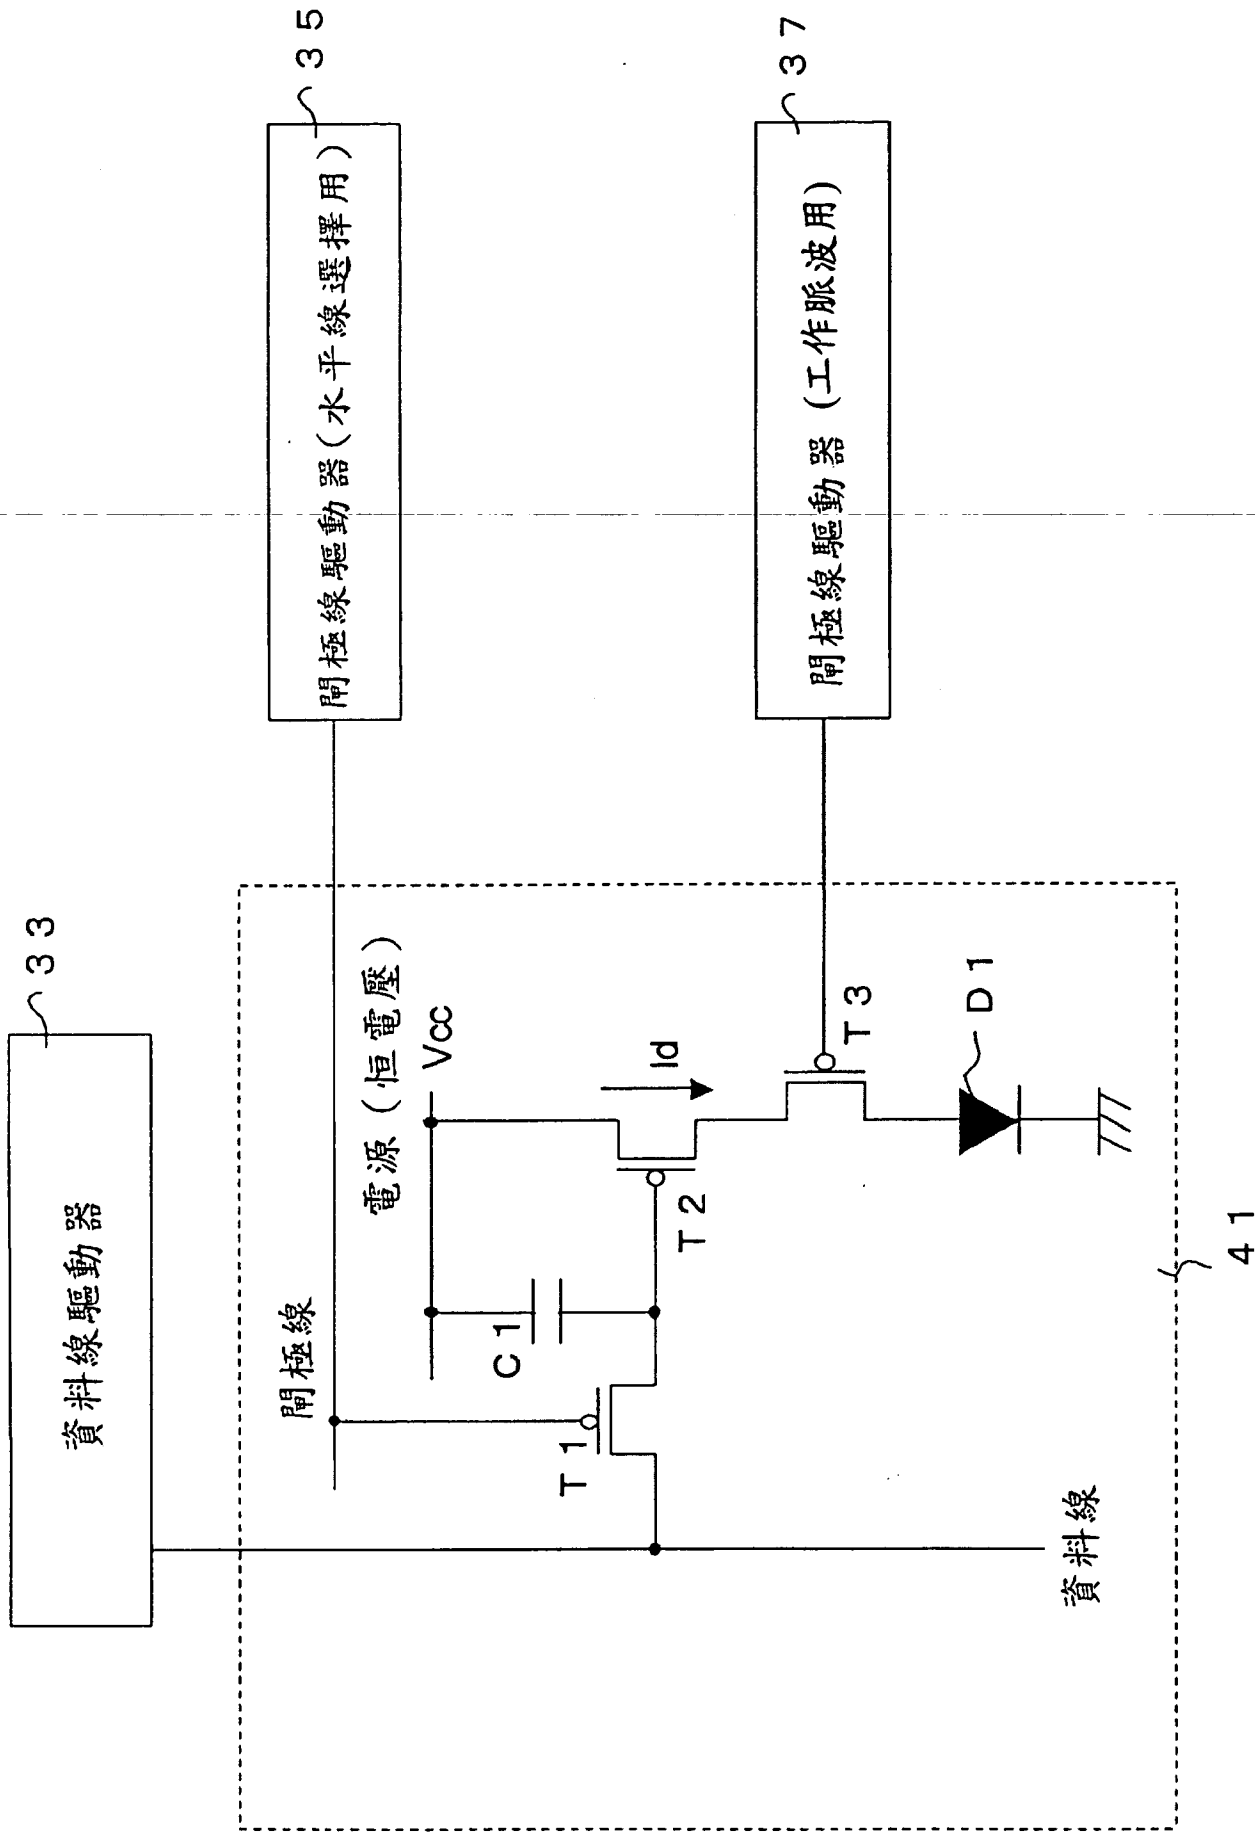 資料線驅動器
33
閘極線驅動器(水平線選擇用)
35
閘極線
電源(恒電壓)
Vcc
C1
T1
T2
Id
T3
D1
閘極線驅動器(工作脈波用)
37
資料線
41